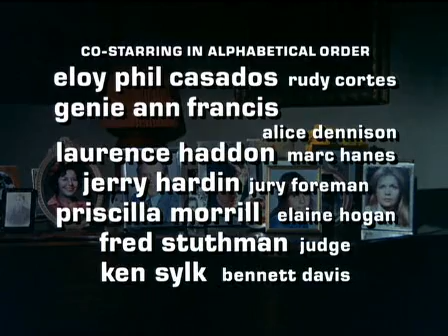 CO-STARRING IN ALPHABETICAL ORDER
eloy phil casados rudy cortes
genie ann francis
alice dennison
laurence haddon marc hanes
jerry hardin jury foreman
priscilla morrill elaine hogan
fred stuthman judge
ken sylk bennett davis